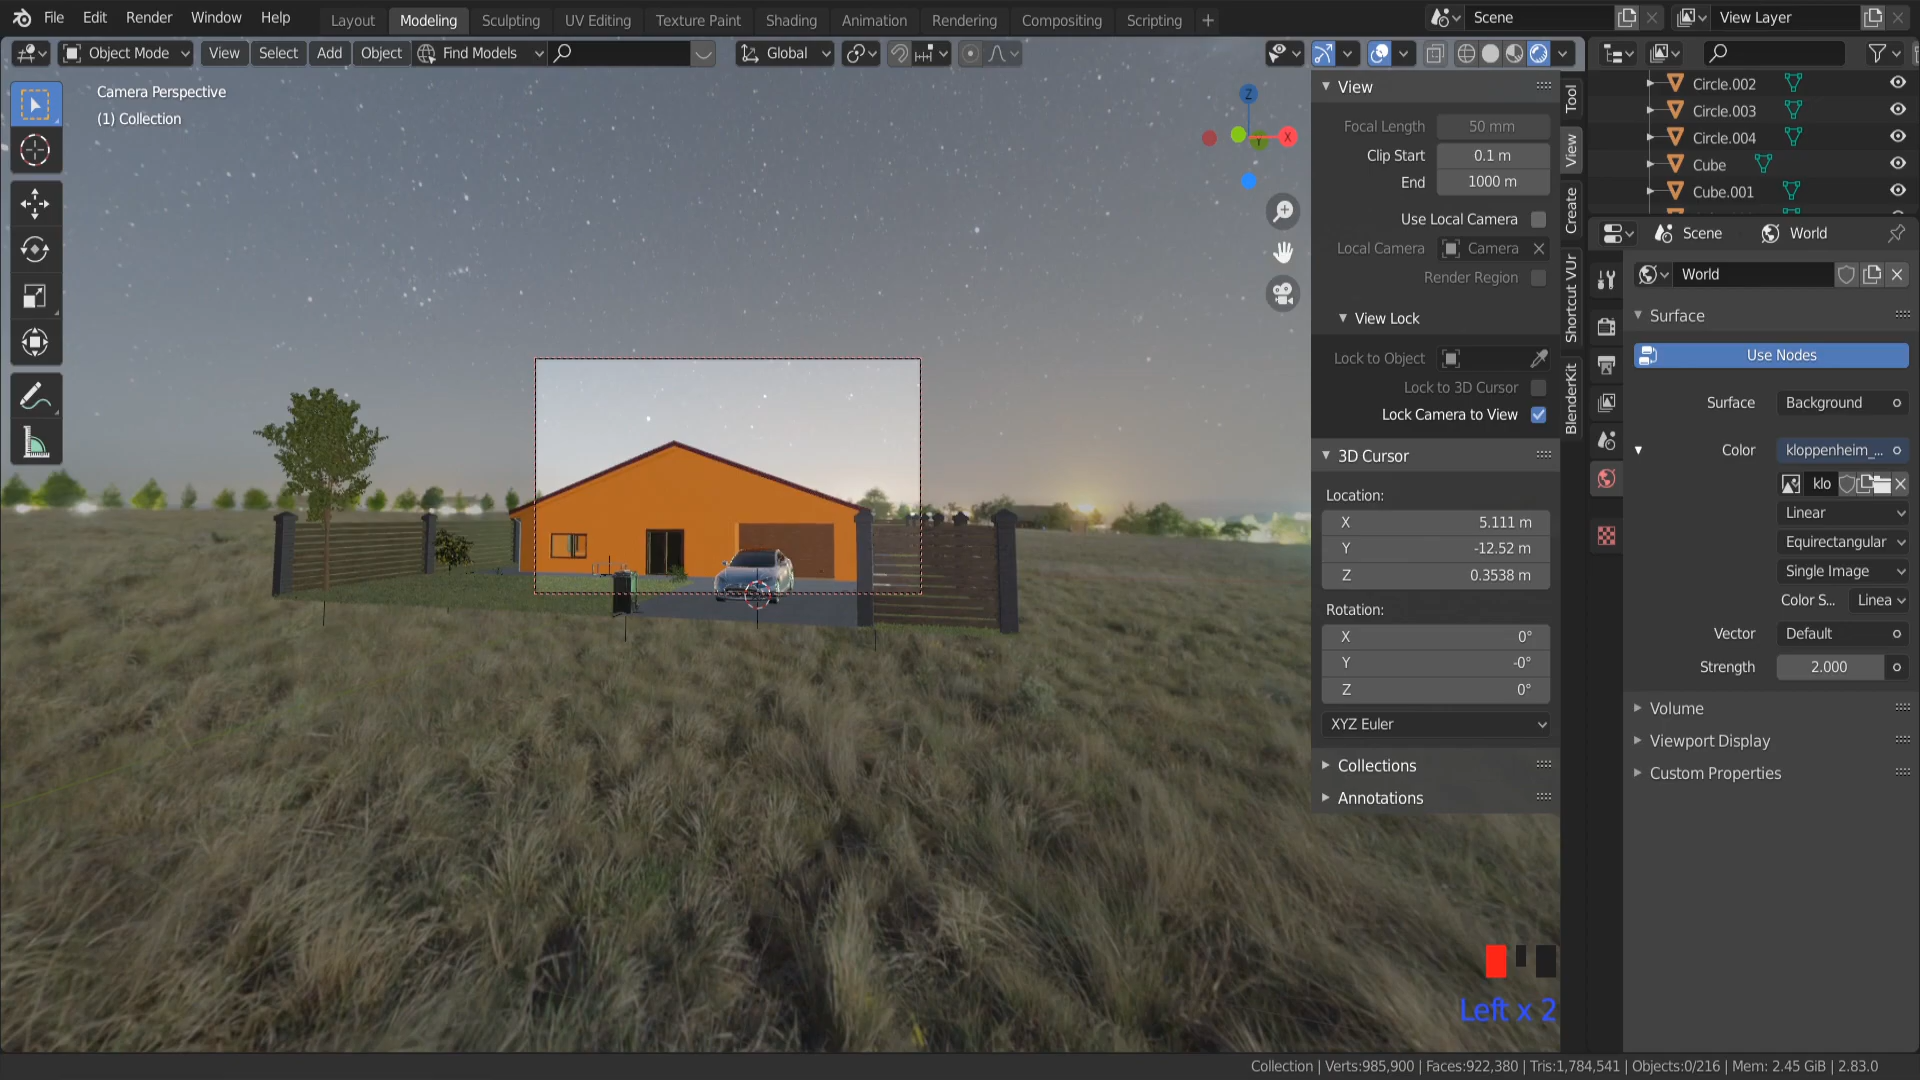 File Edit Render Window Help
Layout Modeling Sculpting UV Editing Texture Paint Shading Animation Rendering Compositing Scripting +
Scene
View Layer
Object Mode View Select Add Object Find Models
Global
Camera Perspective
(1) Collection
Z
X
Y
View
Focal Length 50 mm
Clip Start 0.1 m
End 1000 m
Use Local Camera
Local Camera Camera
Render Region
View Lock
Lock to Object
Lock to 3D Cursor
Lock Camera to View
3D Cursor
Location:
X 5.111 m
Y -12.52 m
Z 0.3538 m
Rotation:
X 0°
Y -0°
Z 0°
XYZ Euler
Collections
Annotations
Tool
View
Create
Shortcut VUr
BlenderKit
Circle.002
Circle.003
Circle.004
Cube
Cube.001
Scene World
World
Surface
Use Nodes
Surface Background
Color kloppenheim_...
klo
Linear
Equirectangular
Single Image
Color S... Linea
Vector Default
Strength 2.000
Volume
Viewport Display
Custom Properties
Left x 2
Collection | Verts:985,900 | Faces:922,380 | Tris:1,784,541 | Objects:0/216 | Mem: 2.45 GiB | 2.83.0